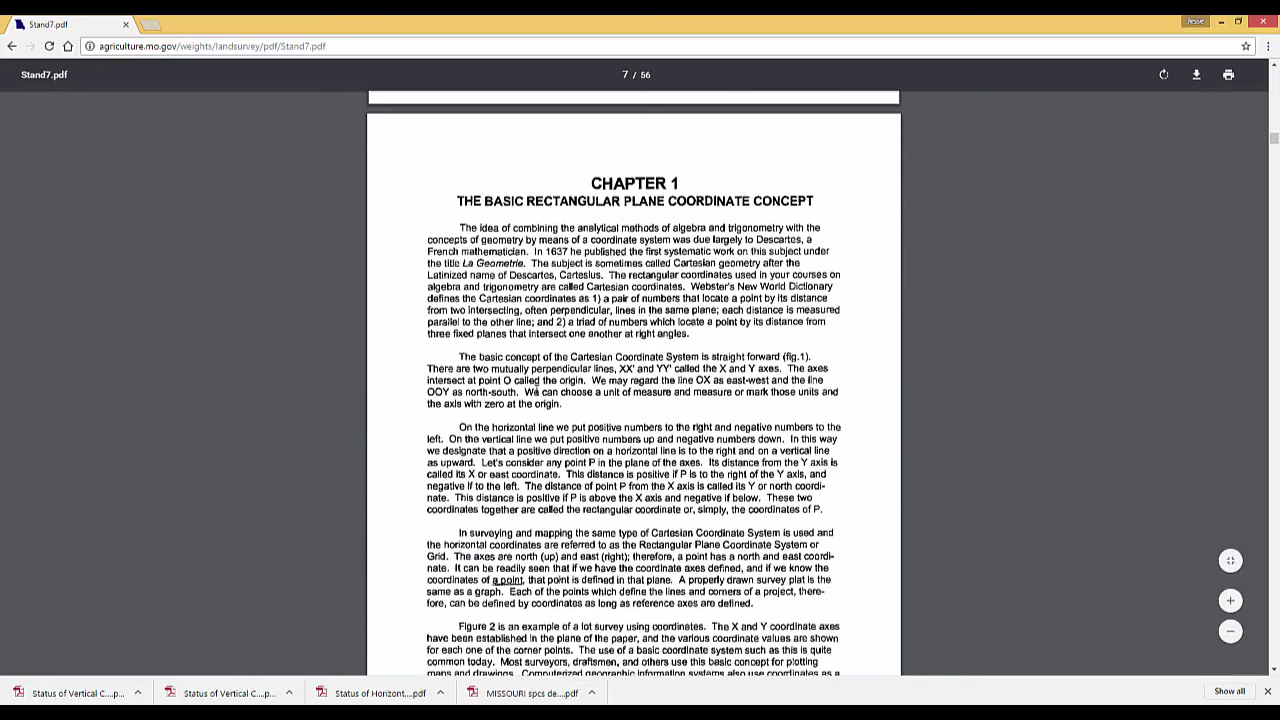 Stand7.pdf
Jesse
agriculture.mo.gov/weights/landsurvey/pdf/Stand7.pdf
Stand7.pdf
7 / 56
CHAPTER 1
THE BASIC RECTANGULAR PLANE COORDINATE CONCEPT
The idea of combining the analytical methods of algebra and trigonometry with the
concepts of geometry by means of a coordinate system was due largely to Descartes, a
French mathematician. In 1637 he published the first systematic work on this subject under
the title La Geometrie. The subject is sometimes called Cartesian geometry after the
Latinized name of Descartes, Cartesius. The rectangular coordinates used in your courses on
algebra and trigonometry are called Cartesian coordinates. Webster's New World Dictionary
defines the Cartesian coordinates as 1) a pair of numbers that locate a point by its distance
from two intersecting, often perpendicular, lines in the same plane; each distance is measured
parallel to the other line; and 2) a triad of numbers which locate a point by its distance from
three fixed planes that intersect one another at right angles.
The basic concept of the Cartesian Coordinate System is straight forward (fig.1).
There are two mutually perpendicular lines, XX' and YY' called the X and Y axes. The axes
intersect at point O called the origin. We may regard the line OX as east-west and the line
OOY as north-south. We can choose a unit of measure and measure or mark those units and
the axis with zero at the origin.
On the horizontal line we put positive numbers to the right and negative numbers to the
left. On the vertical line we put positive numbers up and negative numbers down. In this way
we designate that a positive direction on a horizontal line is to the right and on a vertical line
as upward. Let's consider any point P in the plane of the axes. Its distance from the Y axis is
called its X or east coordinate. This distance is positive if P is to the right of the Y axis, and
negative if to the left. The distance of point P from the X axis is called its Y or north coordi-
nate. This distance is positive if P is above the X axis and negative if below. These two
coordinates together are called the rectangular coordinate or, simply, the coordinates of P.
In surveying and mapping the same type of Cartesian Coordinate System is used and
the horizontal coordinates are referred to as the Rectangular Plane Coordinate System or
Grid. The axes are north (up) and east (right); therefore, a point has a north and east coordi-
nate. It can be readily seen that if we have the coordinate axes defined, and if we know the
coordinates of a point, that point is defined in that plane. A properly drawn survey plat is the
same as a graph. Each of the points which define the lines and corners of a project, there-
fore, can be defined by coordinates as long as reference axes are defined.
Figure 2 is an example of a lot survey using coordinates. The X and Y coordinate axes
have been established in the plane of the paper, and the various coordinate values are shown
for each one of the corner points. The use of a basic coordinate system such as this is quite
common today. Most surveyors, draftsmen, and others use this basic concept for plotting
maps and drawings. Computerized geographic information systems also use coordinates as a
Status of Vertical C....p...
Status of Vertical C....p...
Status of Horizont....pdf
MISSOURI spcs de....pdf
Show all